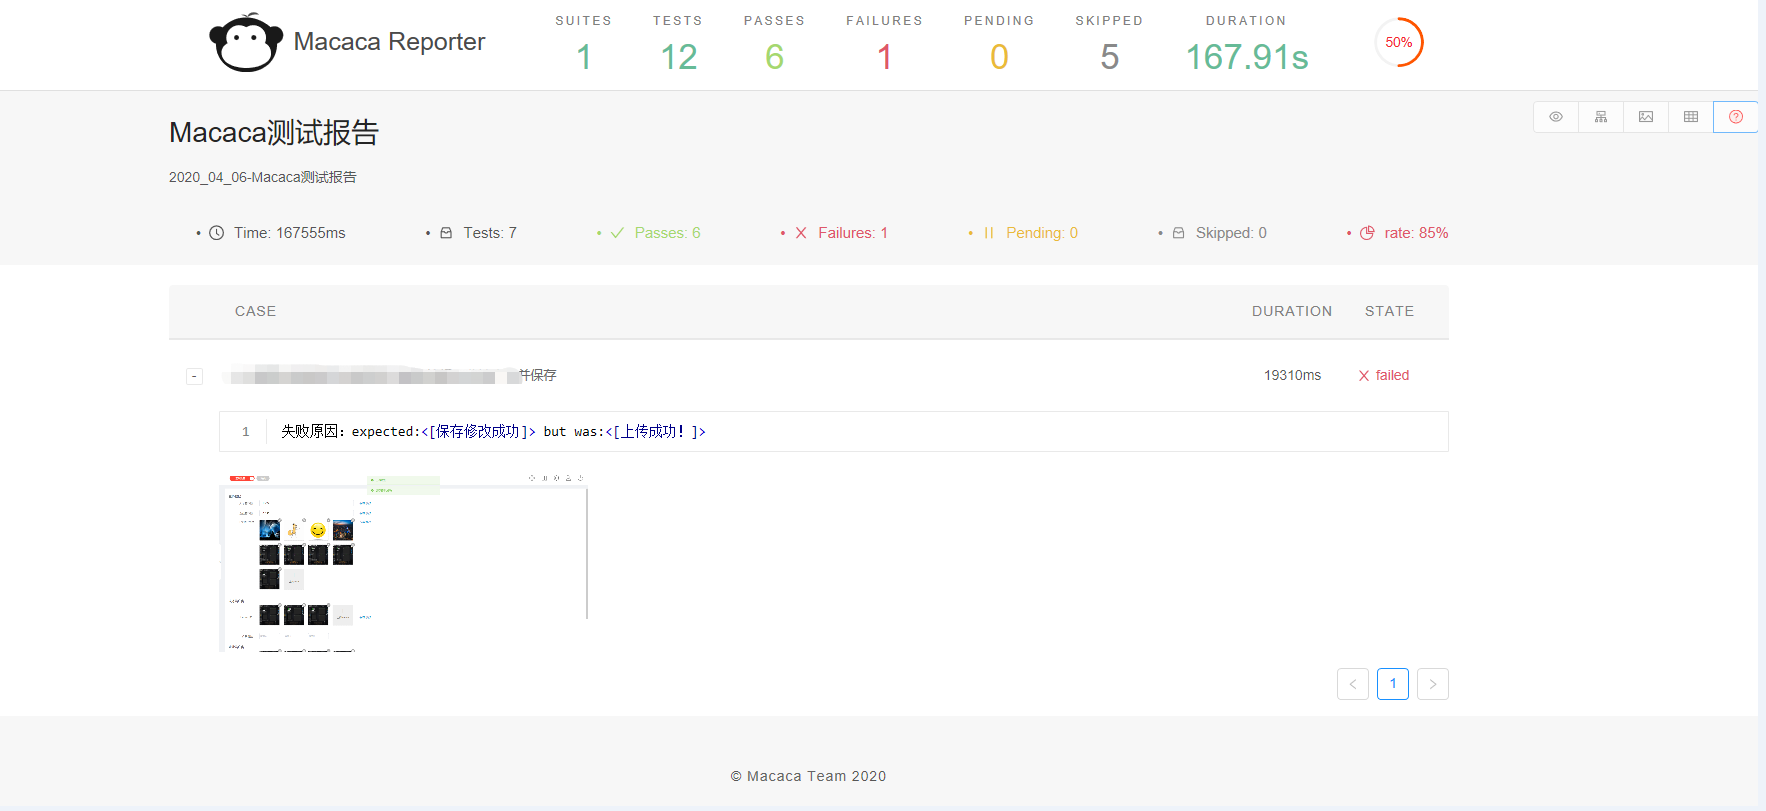 Macaca Reporter
SUITES
1
TESTS
12
PASSES
6
FAILURES
1
PENDING
0
SKIPPED
5
DURATION
167.91s
50%
Macaca测试报告
2020_04_06-Macaca测试报告
Time: 167555ms
Tests: 7
Passes: 6
Failures: 1
Pending: 0
Skipped: 0
rate: 85%
CASE DURATION STATE
并保存 19310ms failed
1 失败原因: expected:<[保存修改成功]> but was:<[上传成功! ]>
1
© Macaca Team 2020